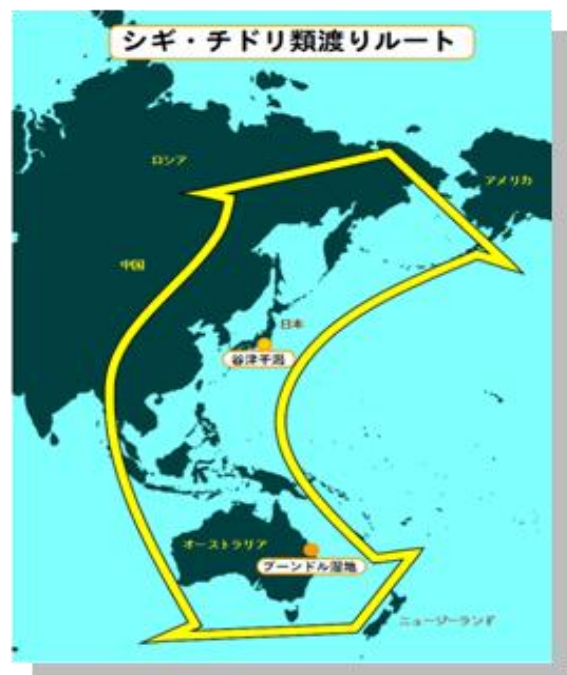 シギ・チドリ類渡りルート
ロシア
アメリカ
中国
日本
谷津干潟
オーストラリア
ブーンドル湿地
ニュージーランド